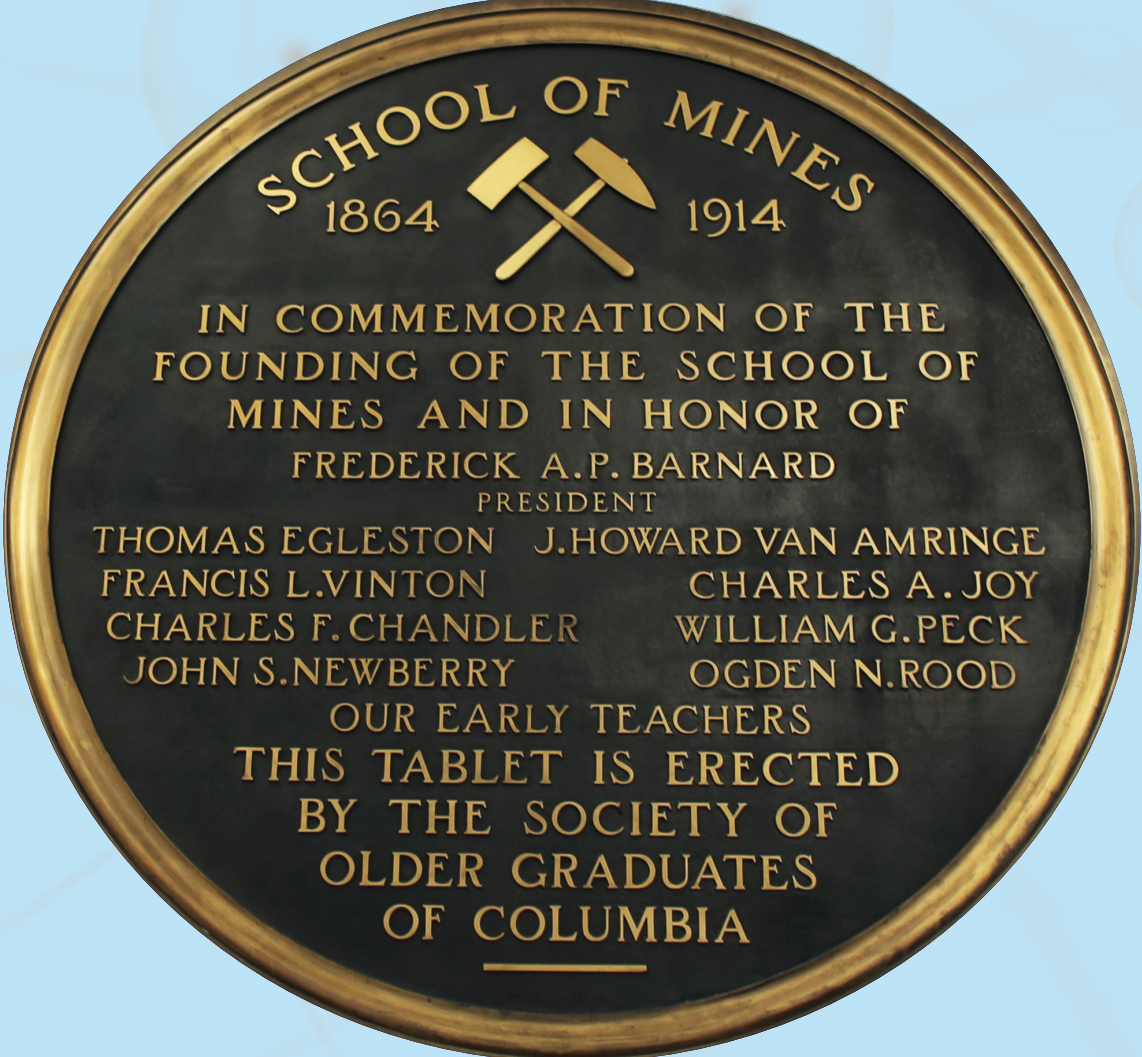 SCHOOL OF MINES
1864 1914
IN COMMEMORATION OF THE
FOUNDING OF THE SCHOOL OF
MINES AND IN HONOR OF
FREDERICK A.P. BARNARD
PRESIDENT
THOMAS EGLESTON J. HOWARD VAN AMRINGE
FRANCIS L. VINTON CHARLES A. JOY
CHARLES F. CHANDLER WILLIAM G. PECK
JOHN S. NEWBERRY OGDEN N. ROOD
OUR EARLY TEACHERS
THIS TABLET IS ERECTED
BY THE SOCIETY OF
OLDER GRADUATES
OF COLUMBIA